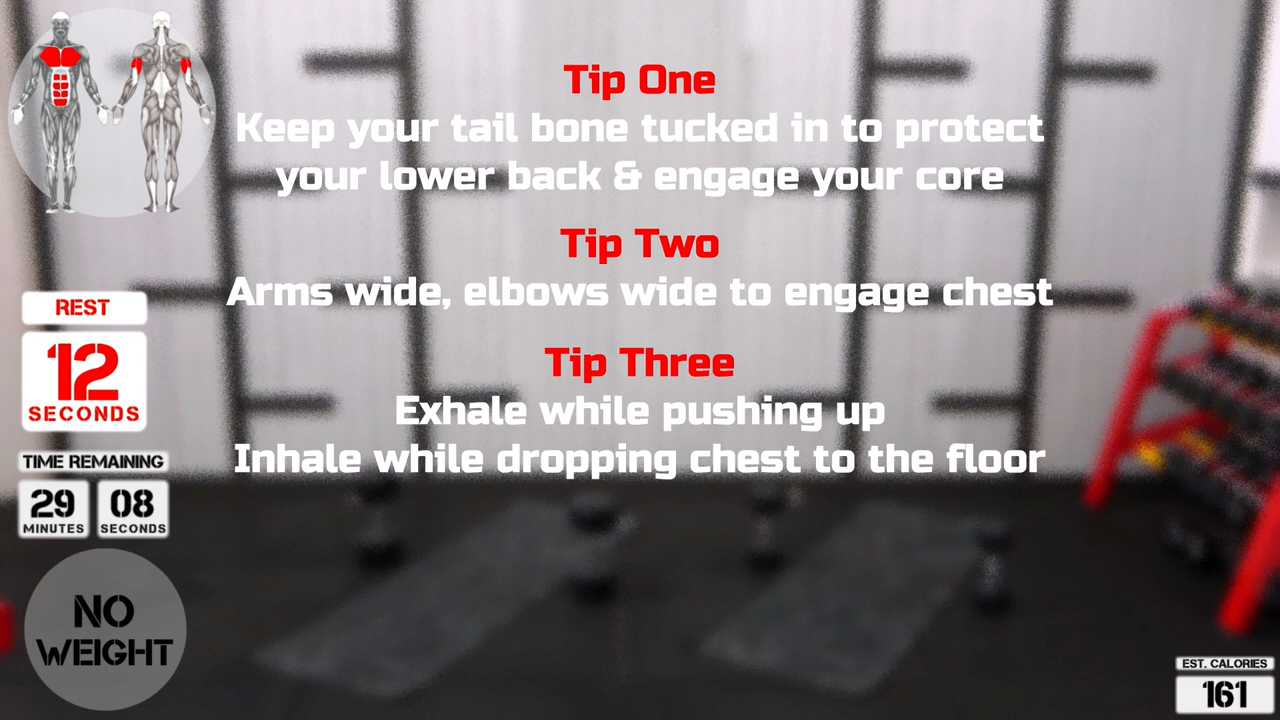 Tip One
Keep your tail bone tucked in to protect
your lower back & engage your core
Tip Two
Arms wide, elbows wide to engage chest
Tip Three
Exhale while pushing up
Inhale while dropping chest to the floor
REST
12
SECONDS
TIME REMAINING
29 08
MINUTES SECONDS
NO
WEIGHT
EST. CALORIES
161